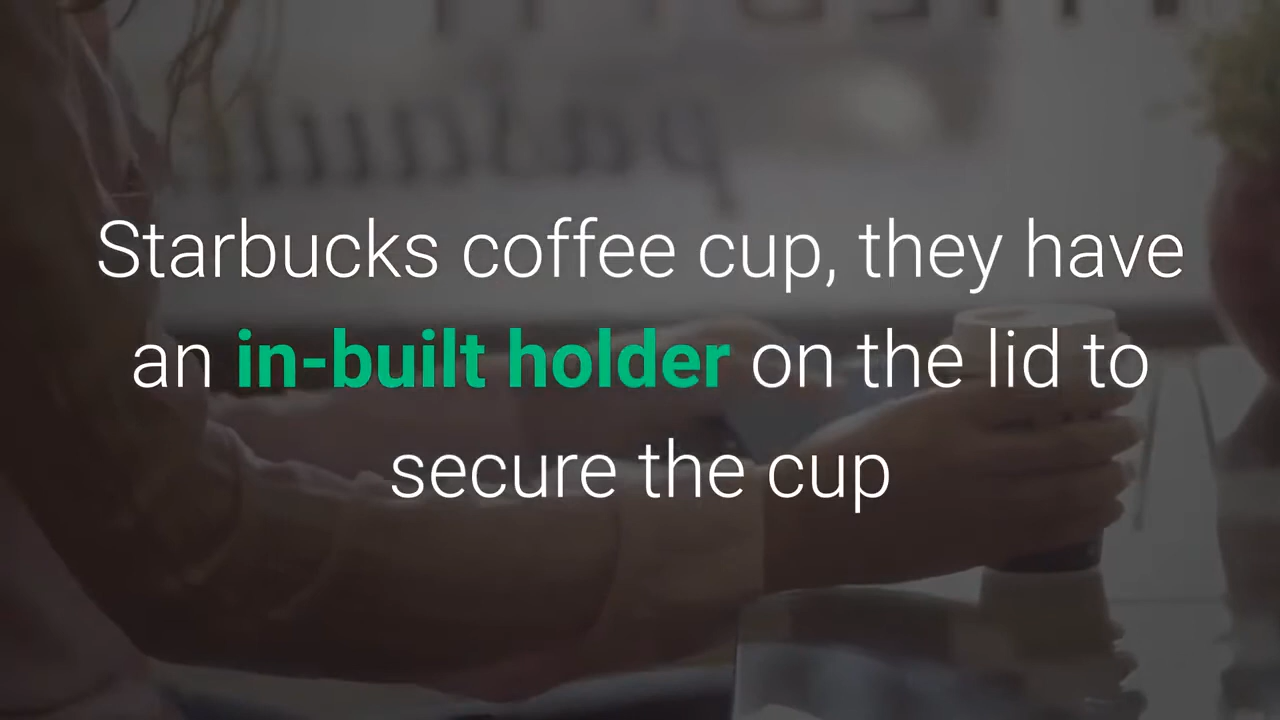 Starbucks coffee cup, they have
an in-built holder on the lid to
secure the cup